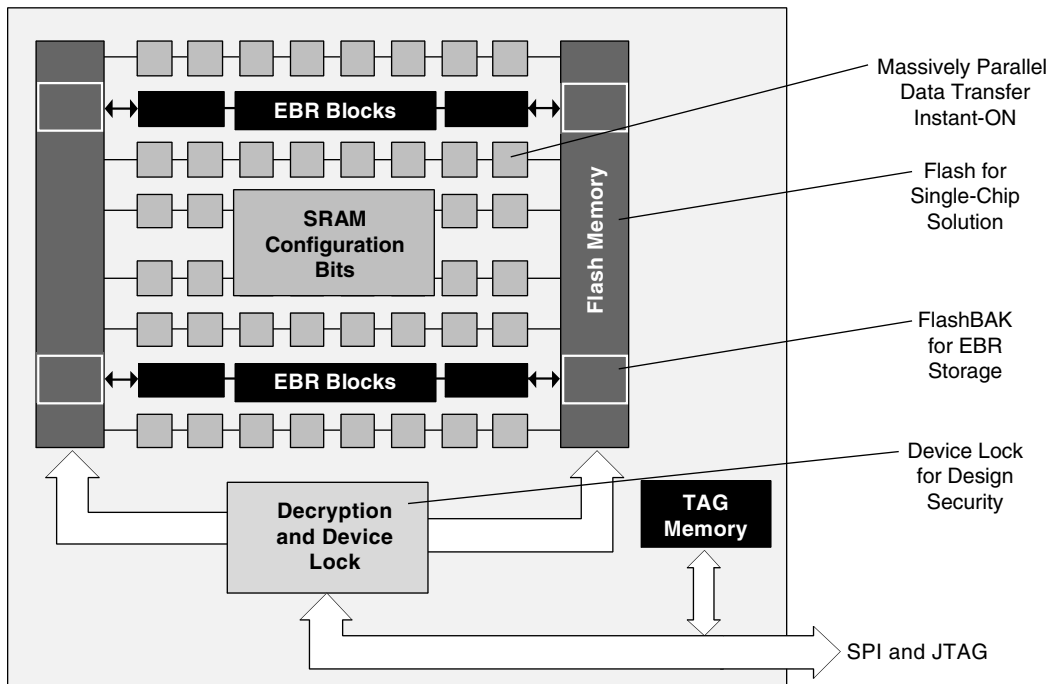 EBR Blocks
SRAM
Configuration
Bits
EBR Blocks
Flash Memory
Massively Parallel
Data Transfer
Instant-ON
Flash for
Single-Chip
Solution
FlashBAK
for EBR
Storage
Device Lock
for Design
Security
Decryption
and Device
Lock
TAG
Memory
SPI and JTAG